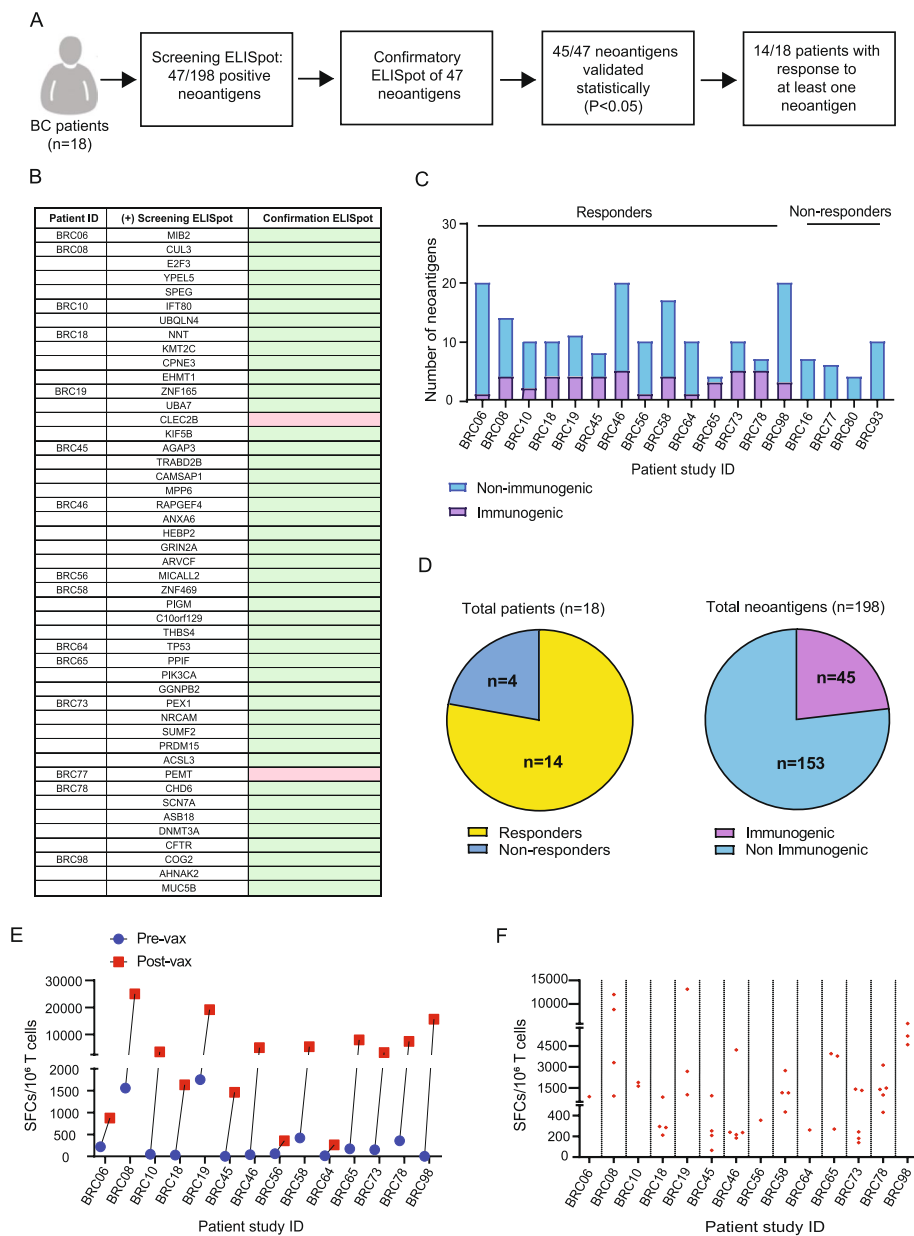 A
BC patients
(n=18)
Screening ELISpot:
47/198 positive
neoantigens
Confirmatory
ELISpot of 47
neoantigens
45/47 neoantigens
validated
statistically
(P<0.05)
14/18 patients with
response to
at least one
neoantigen
B
Patient ID (+) Screening ELISpot Confirmation ELISpot
BRC06 MIB2
BRC08 CUL3
E2F3
YPEL5
SPEG
BRC10 IFT80
UBQLN4
BRC18 NNT
KMT2C
CPNE3
EHMT1
BRC19 ZNF165
UBA7
CLEC2B
KIF5B
BRC45 AGAP3
TRABD2B
CAMSAP1
MPP6
BRC46 RAPGEF4
ANXA6
HEBP2
GRIN2A
ARVCF
BRC56 MICALL2
BRC58 ZNF469
PIGM
C10orf129
THBS4
BRC64 TP53
BRC65 PPIF
PIK3CA
GGNPB2
BRC73 PEX1
NRCAM
SUMF2
PRDM15
ACSL3
BRC77 PEMT
BRC78 CHD6
SCN7A
ASB18
DNMT3A
CFTR
BRC98 COG2
AHNAK2
MUC5B
C
Responders Non-responders
Number of neoantigens
30
20
10
0
BRC06 BRC08 BRC10 BRC18 BRC19 BRC45 BRC46 BRC56 BRC58 BRC64 BRC65 BRC73 BRC78 BRC98 BRC16 BRC77 BRC80 BRC93
Patient study ID
Non-immunogenic
Immunogenic
D
Total patients (n=18)
n=4
n=14
Responders
Non-responders
Total neoantigens (n=198)
n=45
n=153
Immunogenic
Non Immunogenic
E
Pre-vax
Post-vax
SFCs/10⁶ T cells
30000
20000
10000
2000
1500
1000
500
0
BRC06 BRC08 BRC10 BRC18 BRC19 BRC45 BRC46 BRC56 BRC58 BRC64 BRC65 BRC73 BRC78 BRC98
Patient study ID
F
SFCs/10⁶ T cells
15000
10000
4500
3000
1500
400
200
0
BRC06 BRC08 BRC10 BRC18 BRC19 BRC45 BRC46 BRC56 BRC58 BRC64 BRC65 BRC73 BRC78 BRC98
Patient study ID